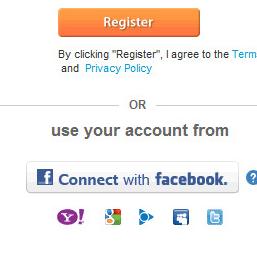 Register
By clicking "Register", I agree to the Term
and Privacy Policy
OR
use your account from
f Connect with facebook. ?
Y! g t